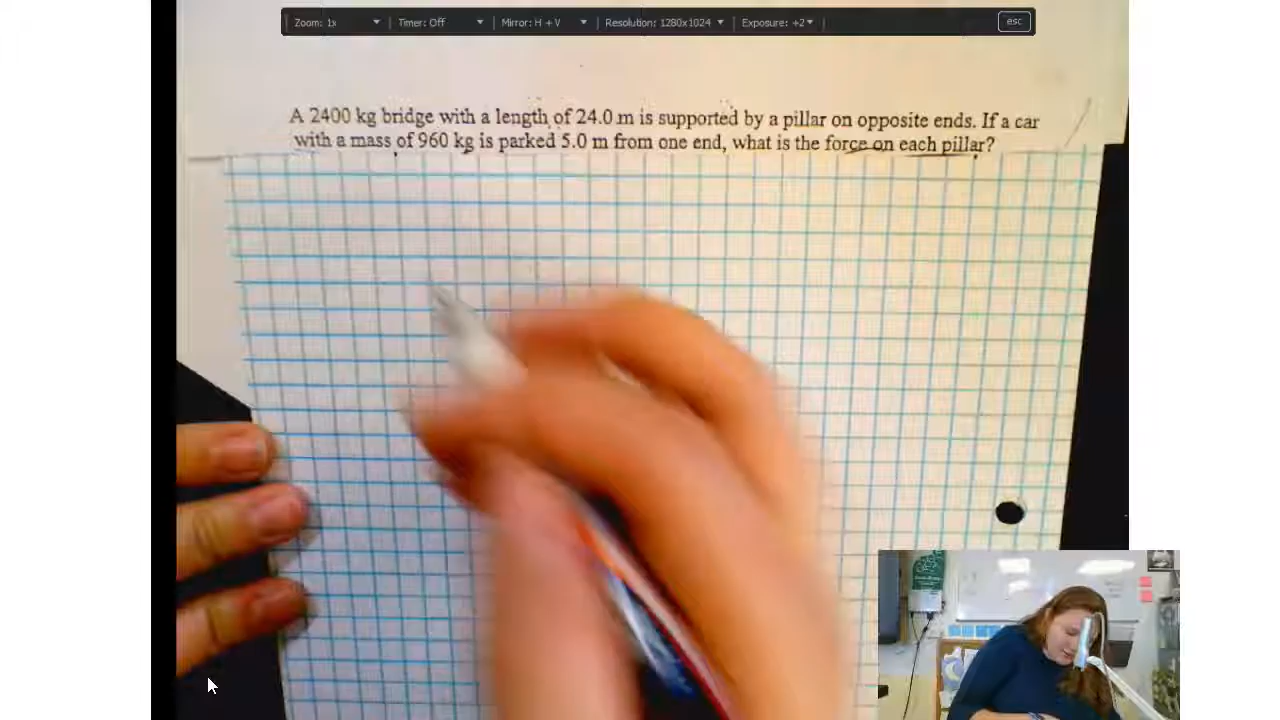 Zoom: 1x Timer: Off Mirror: H + V Resolution: 1280x1024 Exposure: +2 esc
A 2400 kg bridge with a length of 24.0 m is supported by a pillar on opposite ends. If a car
with a mass of 960 kg is parked 5.0 m from one end, what is the force on each pillar?